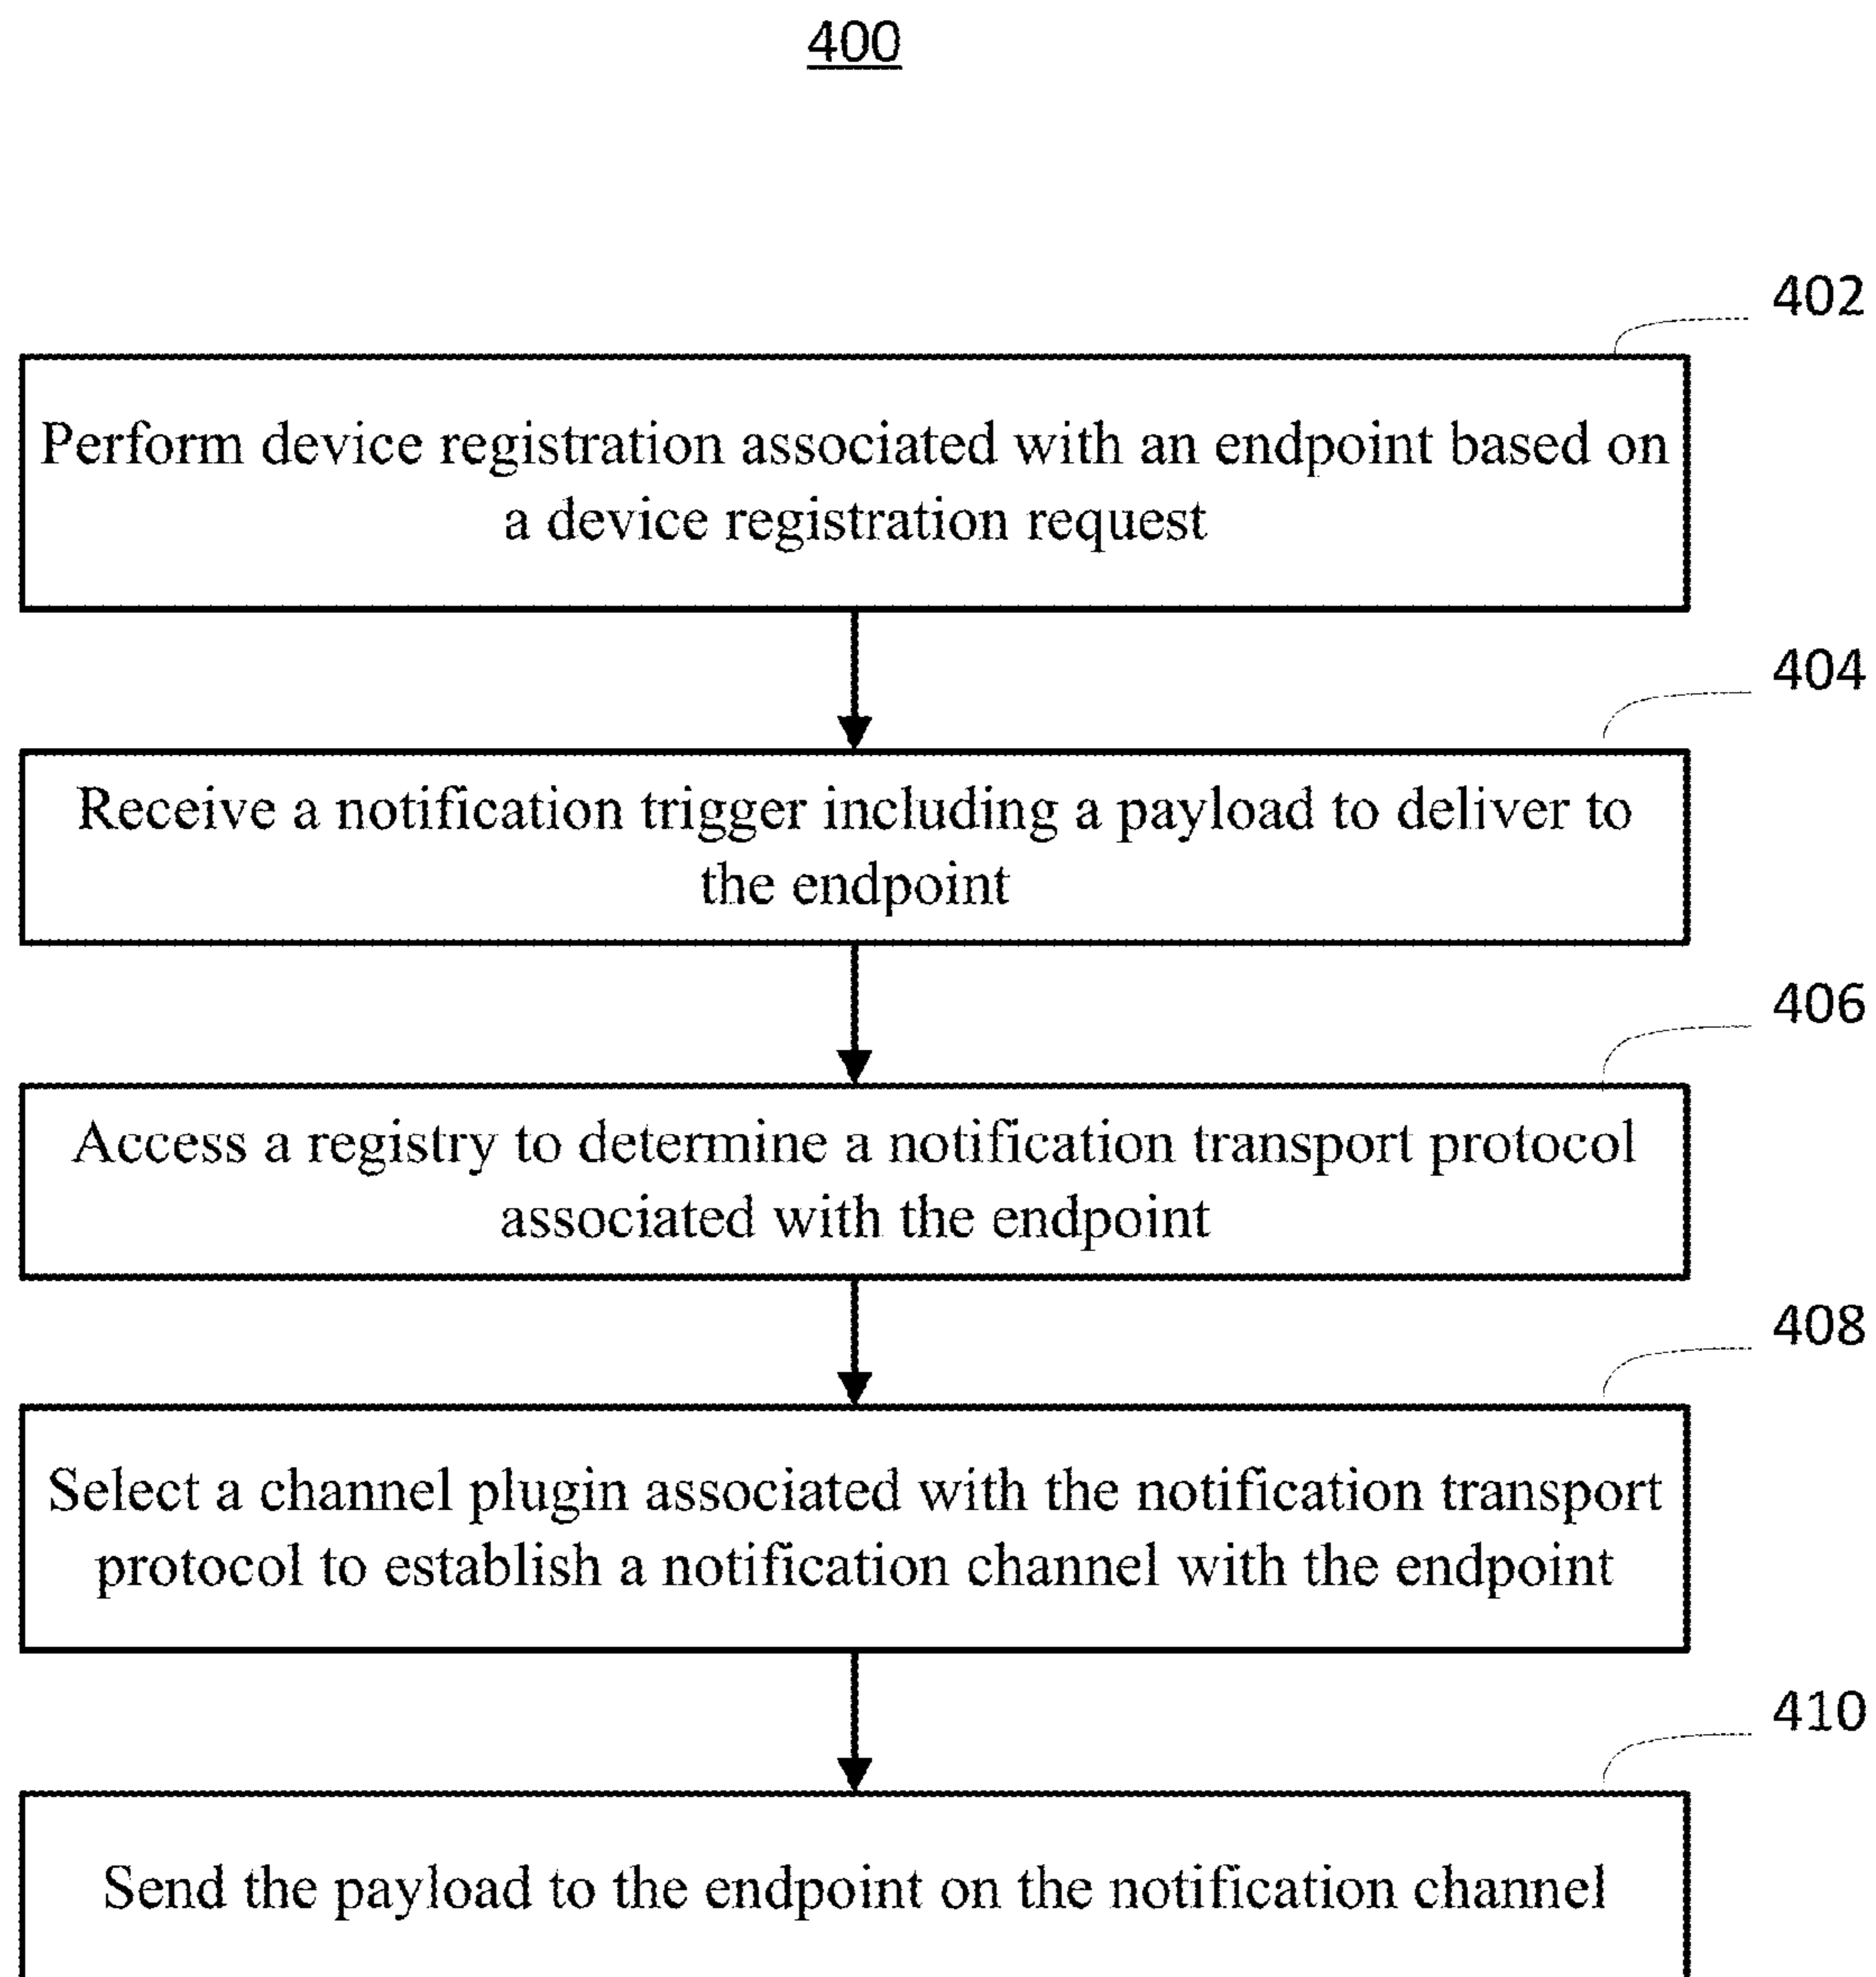 400
402
Perform device registration associated with an endpoint based on
a device registration request
404
Receive a notification trigger including a payload to deliver to
the endpoint
406
Access a registry to determine a notification transport protocol
associated with the endpoint
408
Select a channel plugin associated with the notification transport
protocol to establish a notification channel with the endpoint
410
Send the payload to the endpoint on the notification channel